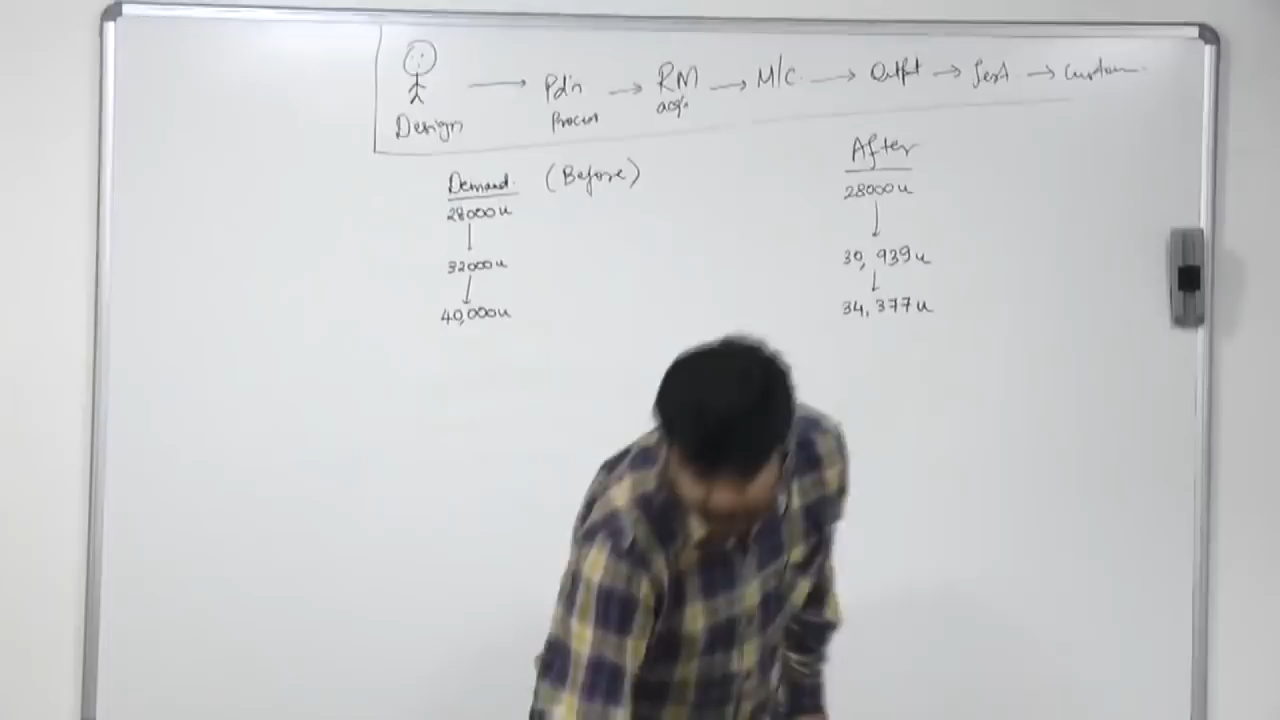 Design → Pdn → RM → M/C → Output → Test → Custom
Process acq.
Demand (Before)
28000u
↓
32000u
↓
40,000u
After
28000u
↓
30,939u
↓
34,377u